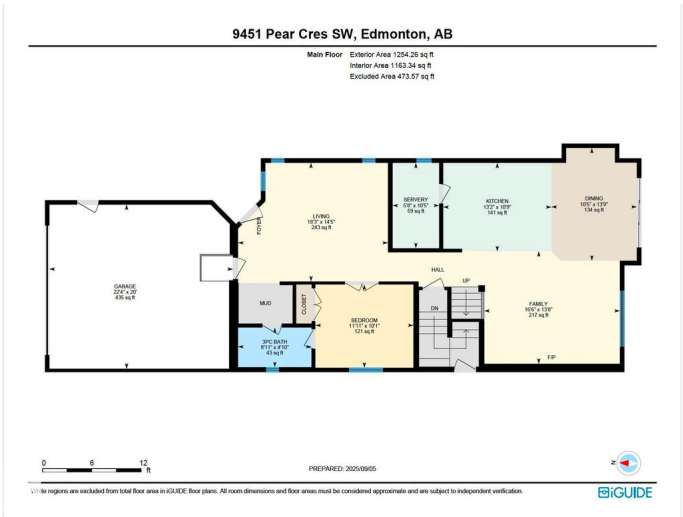 9451 Pear Cres SW, Edmonton, AB
Main Floor Exterior Area 1254.26 sq ft
Interior Area 1163.34 sq ft
Excluded Area 473.57 sq ft
SERVERY
5'8" x 10'5"
59 sq ft
KITCHEN
13'2" x 10'9"
141 sq ft
DINING
10'5" x 13'9"
134 sq ft
LIVING
18'3" x 14'5"
243 sq ft
FOYER
GARAGE
22'4" x 20'
436 sq ft
HALL
UP
MUD
CLOSET
DN
FAMILY
16'6" x 13'8"
217 sq ft
BEDROOM
11'11" x 10'1"
121 sq ft
3PC BATH
8'11" x 4'10"
43 sq ft
F/P
0 6 12
ft
PREPARED: 2025/09/05
N
White regions are excluded from total floor area in iGUIDE floor plans. All room dimensions and floor areas must be considered approximate and are subject to independent verification.
iGUIDE